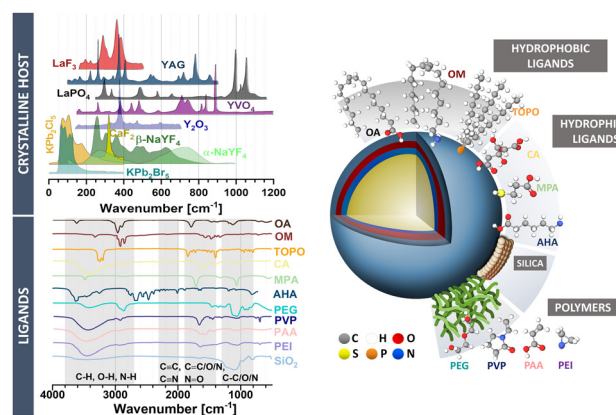 CRYSTALLINE HOST
LaF3
YAG
LaPO4
YVO4
Y2O3
KPb2Cl5
CaF2
β-NaYF4
α-NaYF4
KPb2Br5
0 200 400 600 800 1000 1200
Wavenumber [cm-1]
LIGANDS
OA
OM
TOPO
CA
MPA
AHA
PEG
PVP
PAA
PEI
SiO2
C-H, O-H, N-H
C≡C, C=C/O/N,
C≡N N=O
C-C/O/N
4000 3000 2000 1000
Wavenumber [cm-1]
HYDROPHOBIC
LIGANDS
OM
TOPO
OA
HYDROPHI
LIGANDS
CA
MPA
AHA
SILICA
POLYMERS
C H O
S P N
PEG PVP PAA PEI